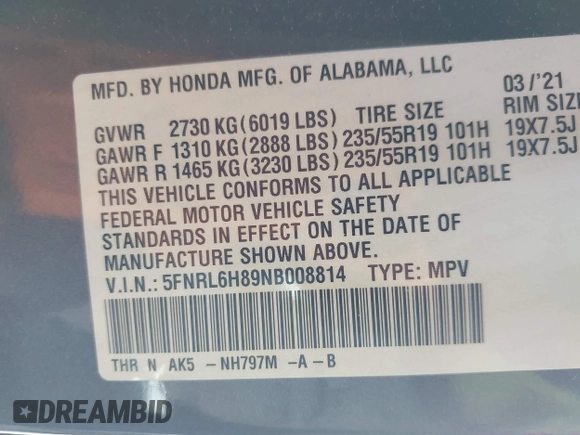 MFD. BY HONDA MFG. OF ALABAMA, LLC
03/'21
GVWR 2730 KG(6019 LBS) TIRE SIZE RIM SIZE
GAWR F 1310 KG(2888 LBS) 235/55R19 101H 19X7.5J
GAWR R 1465 KG(3230 LBS) 235/55R19 101H 19X7.5J
THIS VEHICLE CONFORMS TO ALL APPLICABLE
FEDERAL MOTOR VEHICLE SAFETY
STANDARDS IN EFFECT ON THE DATE OF
MANUFACTURE SHOWN ABOVE.
V.I.N.: 5FNRL6H89NB008814 TYPE: MPV
THR N AK5 -NH797M -A-B
DREAMBID